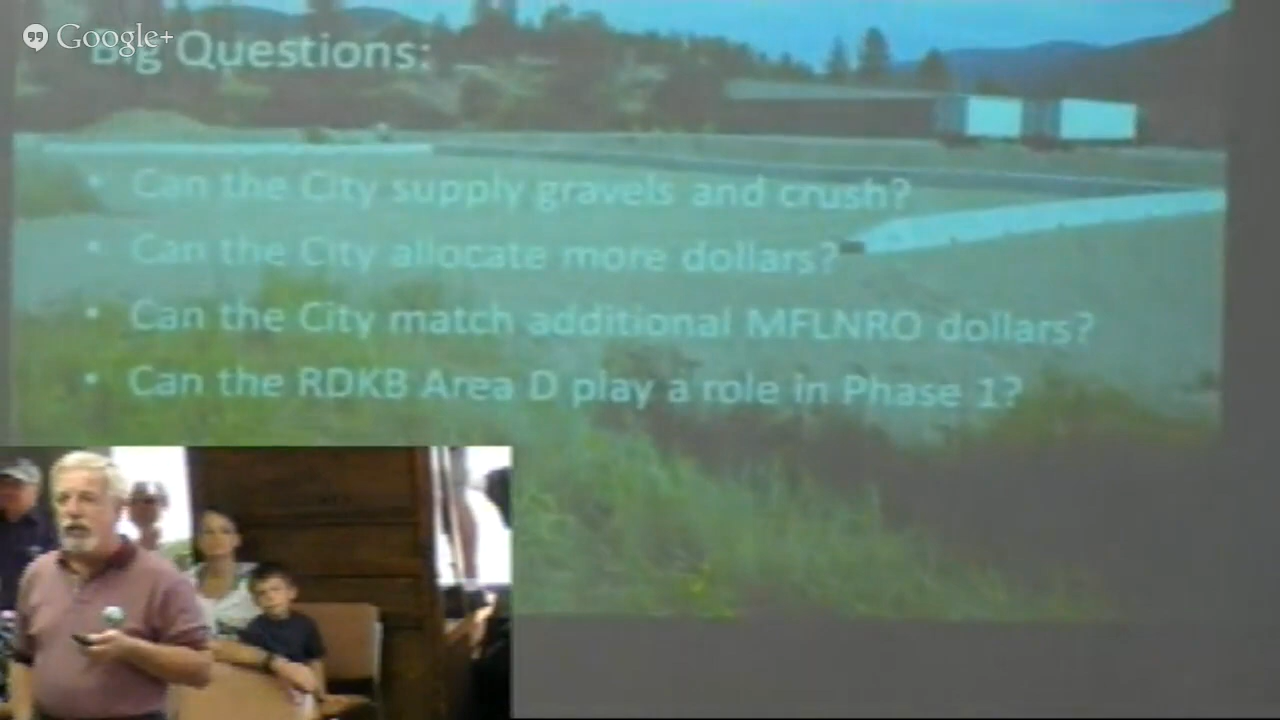 Google+
Big Questions:
• Can the City supply gravels and crush?
• Can the City allocate more dollars?
• Can the City match additional MFLNRO dollars?
• Can the RDKB Area D play a role in Phase 1?